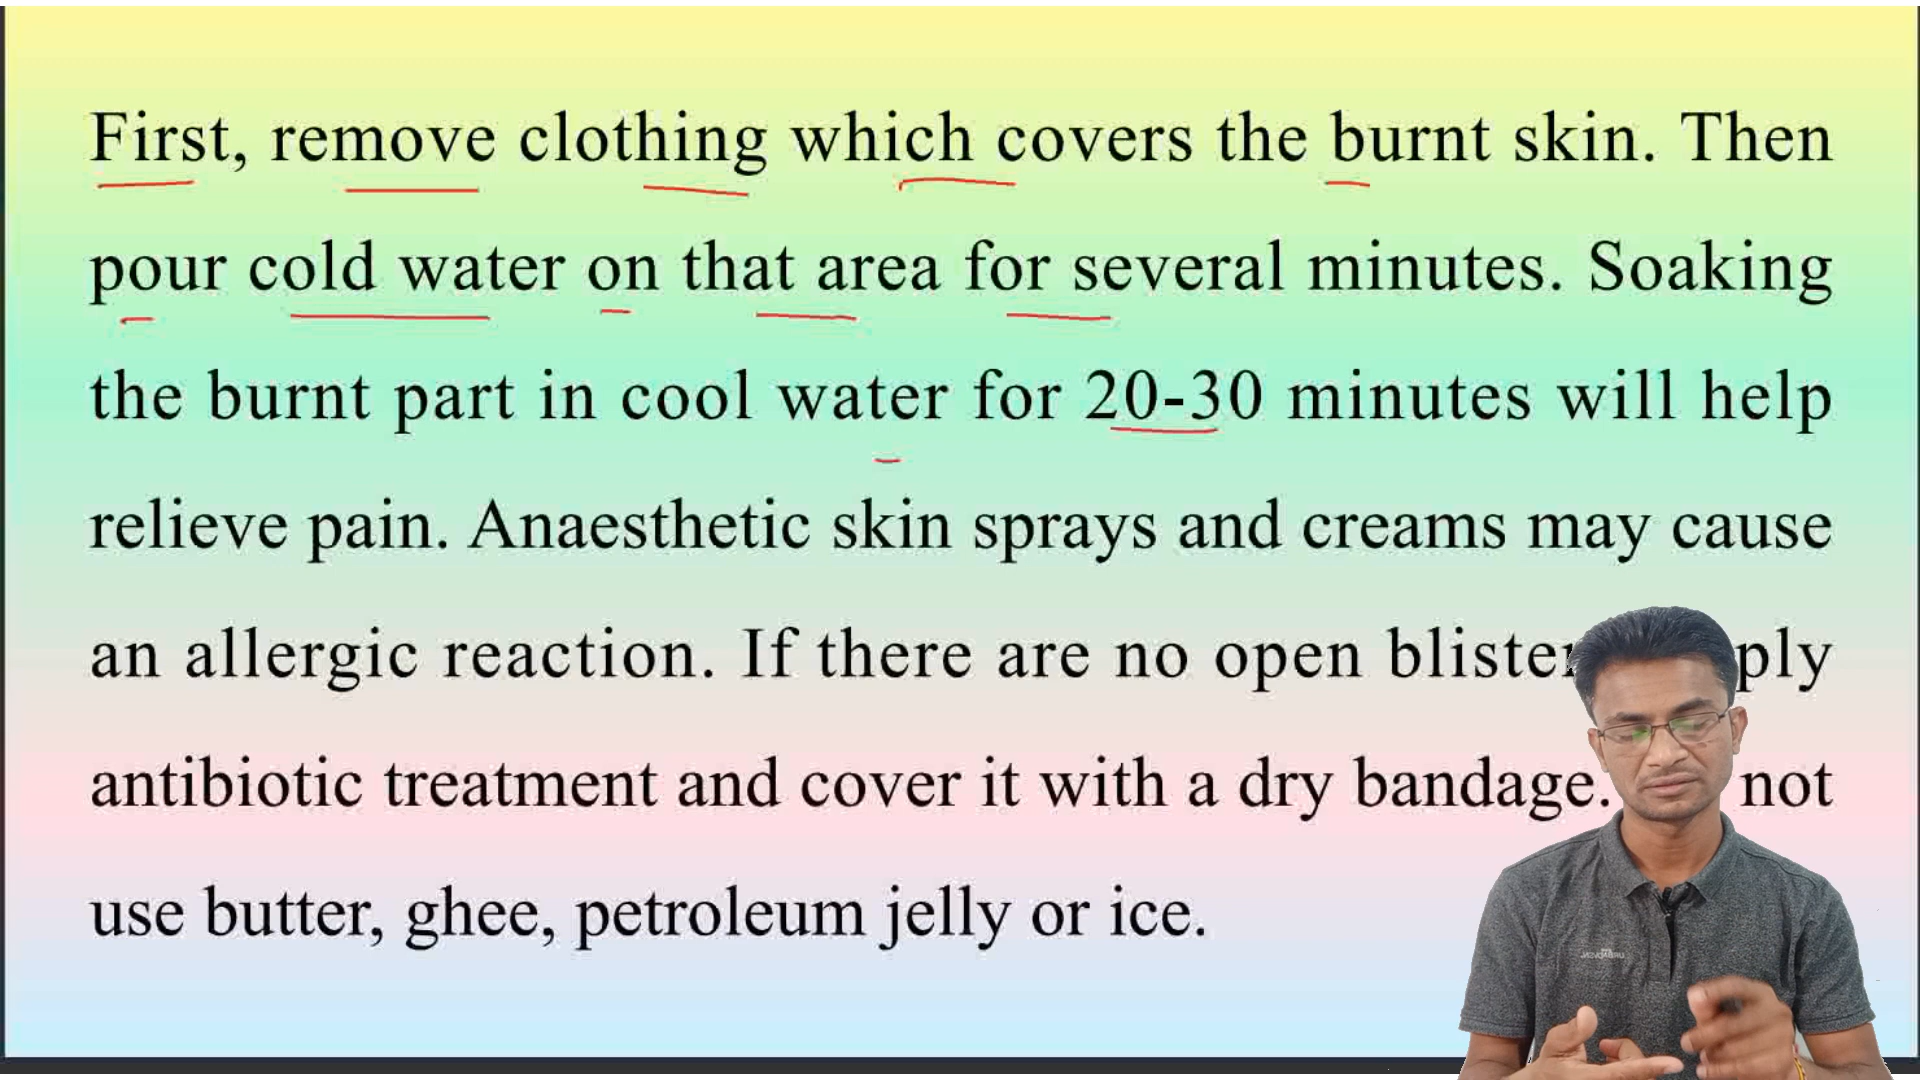 First, remove clothing which covers the burnt skin. Then
pour cold water on that area for several minutes. Soaking
the burnt part in cool water for 20-30 minutes will help
relieve pain. Anaesthetic skin sprays and creams may cause
an allergic reaction. If there are no open blister ply
antibiotic treatment and cover it with a dry bandage. not
use butter, ghee, petroleum jelly or ice.